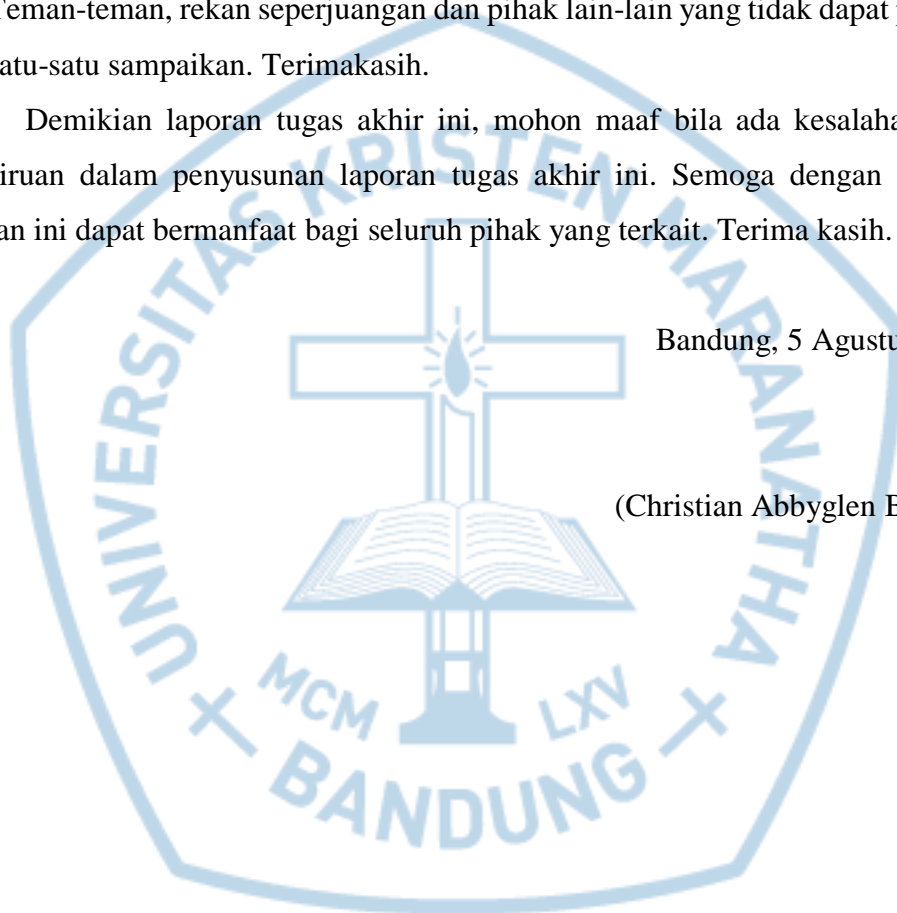 Teman-teman, rekan seperjuangan dan pihak lain-lain yang tidak dapat
atu-satu sampaikan. Terimakasih.
Demikian laporan tugas akhir ini, mohon maaf bila ada kesalaha
iruan dalam penyusunan laporan tugas akhir ini. Semoga dengan
an ini dapat bermanfaat bagi seluruh pihak yang terkait. Terima kasih.
Bandung, 5 Agustu
(Christian Abbyglen B
UNIVERSITAS KRISTEN MARANATHA
MCM LXV
BANDUNG